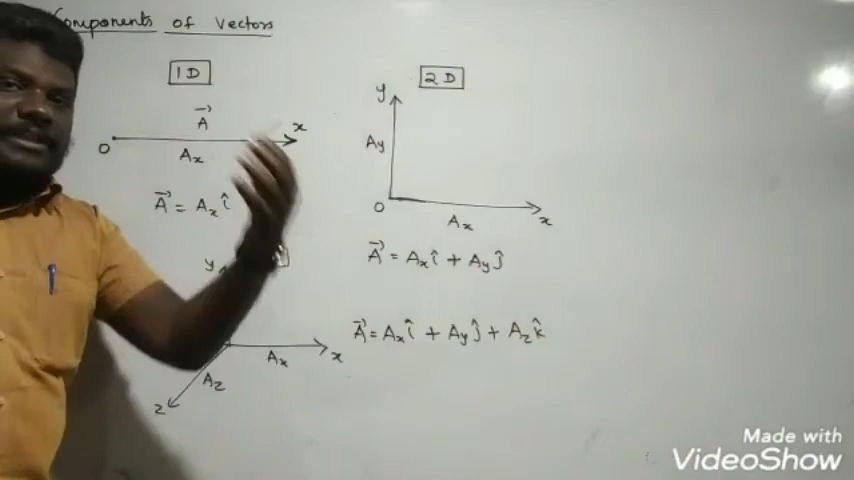 Components of Vectors
1D
A⃗
x
O
Aₓ
A⃗ = Aₓ î
2D
y
Ay
O
Aₓ
x
A⃗ = Aₓ î + Ay ĵ
y
Aₓ
x
Az
z
A⃗ = Aₓ î + Ay ĵ + Az k̂
Made with
VideoShow